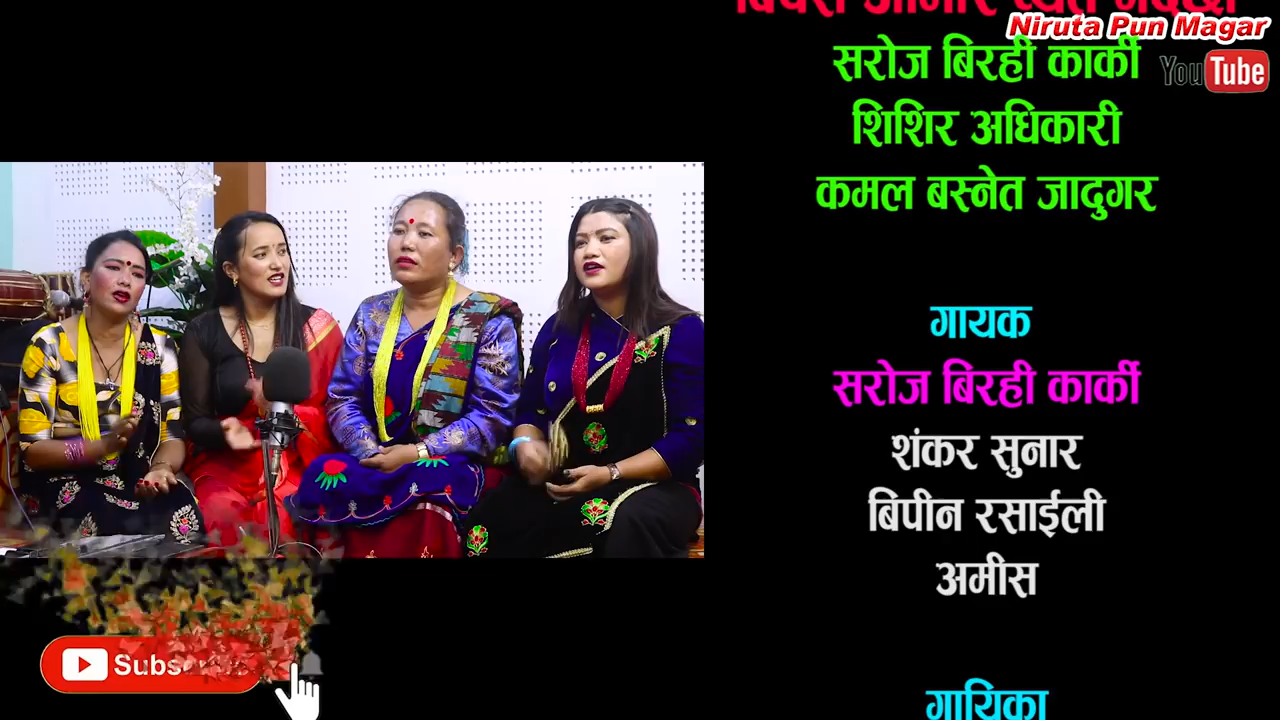 Niruta Pun Magar
YouTube
सरोज बिरही कार्की
शिशिर अधिकारी
कमल बस्नेत जादुगर
गायक
सरोज बिरही कार्की
शंकर सुनार
बिपीन रसाईली
अमीस
गायिका